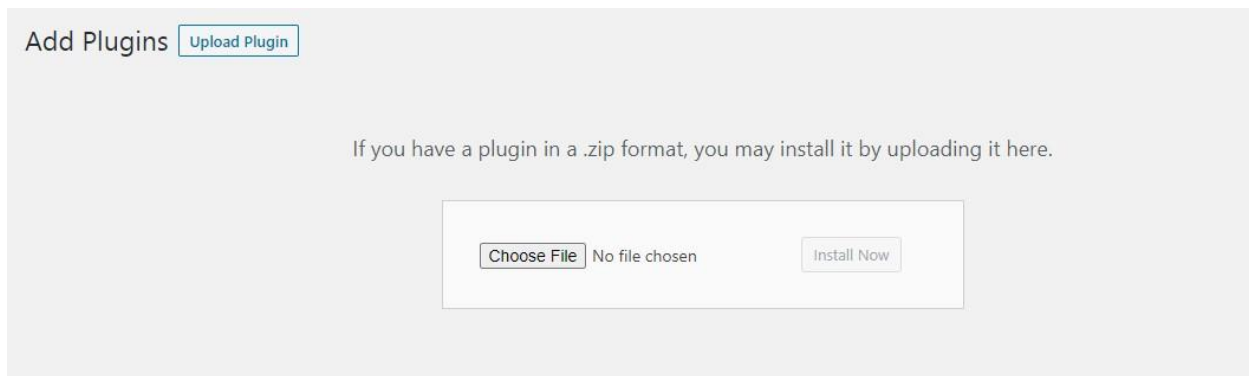 Add Plugins Upload Plugin
If you have a plugin in a .zip format, you may install it by uploading it here.
Choose File No file chosen Install Now